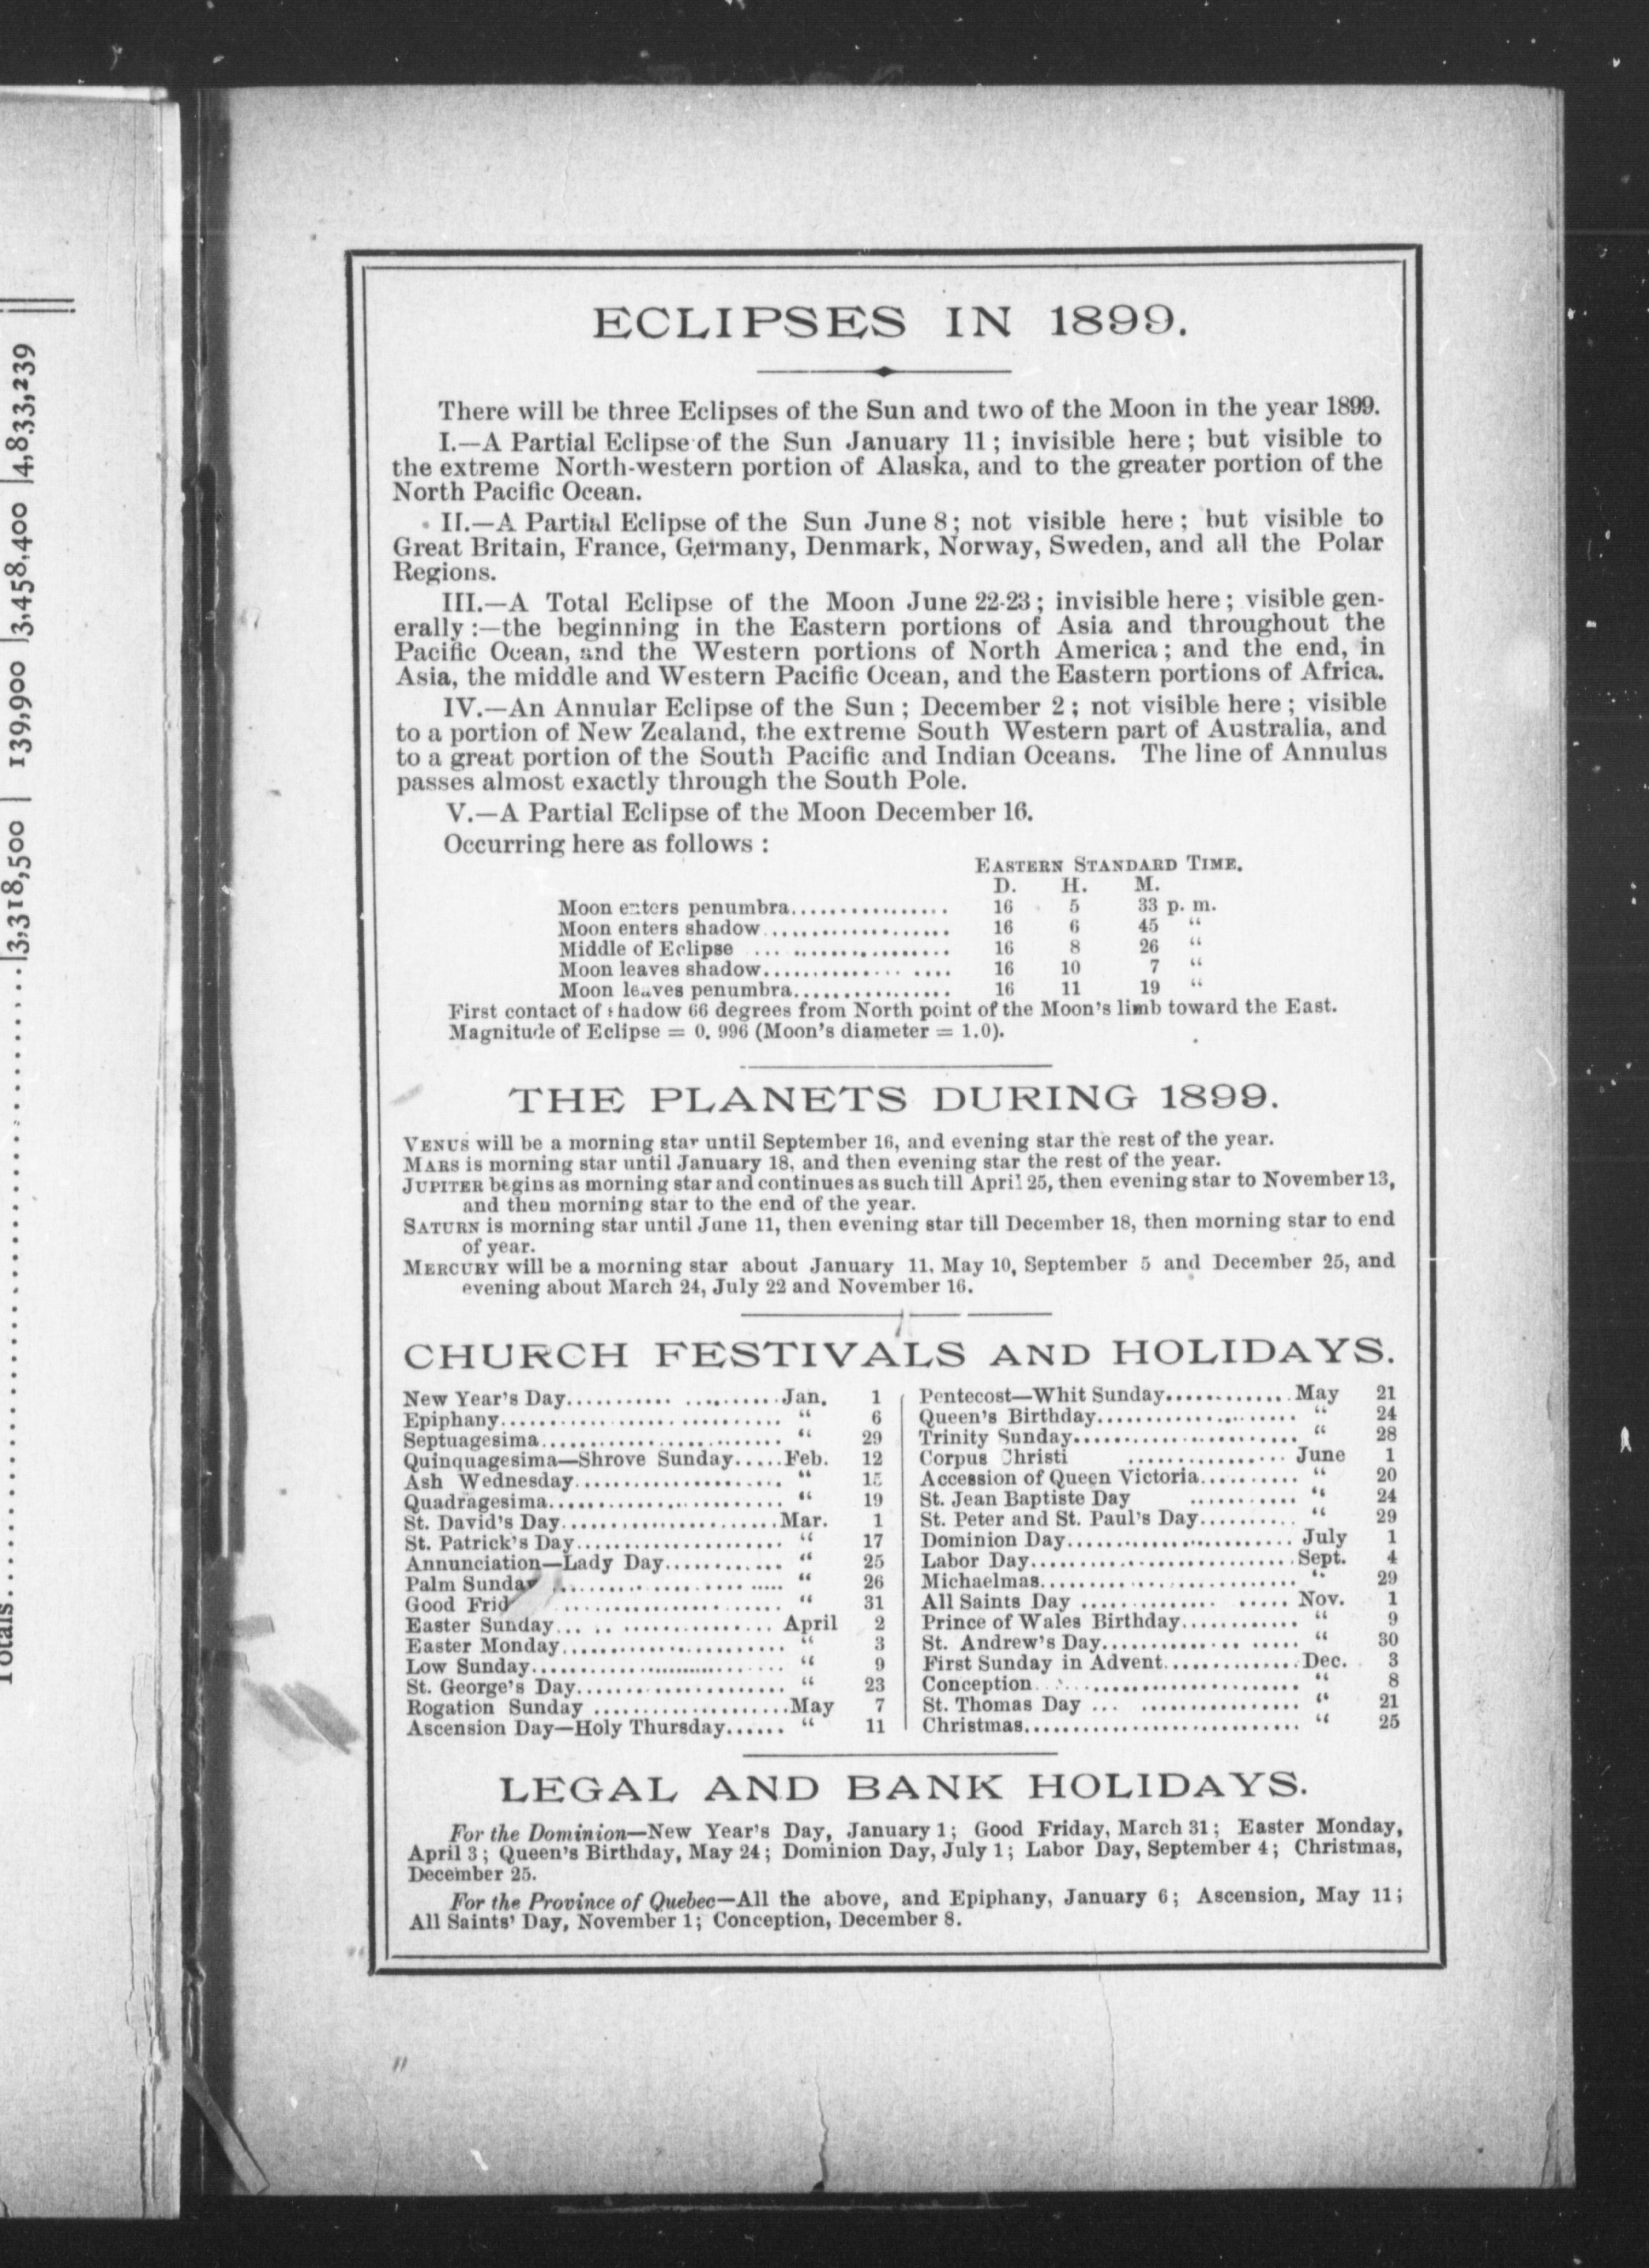 Totals |3,318,500 | 139,900 |3,458,400 |4,833,239
ECLIPSES IN 1899.
There will be three Eclipses of the Sun and two of the Moon in the year 1899.
I.—A Partial Eclipse of the Sun January 11; invisible here; but visible to
the extreme North-western portion of Alaska, and to the greater portion of the
North Pacific Ocean.
II.—A Partial Eclipse of the Sun June 8; not visible here; but visible to
Great Britain, France, Germany, Denmark, Norway, Sweden, and all the Polar
Regions.
III.—A Total Eclipse of the Moon June 22-23; invisible here; visible gen-
erally :—the beginning in the Eastern portions of Asia and throughout the
Pacific Ocean, and the Western portions of North America; and the end, in
Asia, the middle and Western Pacific Ocean, and the Eastern portions of Africa.
IV.—An Annular Eclipse of the Sun; December 2; not visible here; visible
to a portion of New Zealand, the extreme South Western part of Australia, and
to a great portion of the South Pacific and Indian Oceans. The line of Annulus
passes almost exactly through the South Pole.
V.—A Partial Eclipse of the Moon December 16.
Occurring here as follows :
EASTERN STANDARD TIME.
D. H. M.
Moon enters penumbra................ 16 5 33 p. m.
Moon enters shadow................... 16 6 45 "
Middle of Eclipse ................... 16 8 26 "
Moon leaves shadow.................. 16 10 7 "
Moon leaves penumbra................ 16 11 19 "
First contact of shadow 66 degrees from North point of the Moon's limb toward the East.
Magnitude of Eclipse = 0. 996 (Moon's diameter = 1.0).
THE PLANETS DURING 1899.
VENUS will be a morning star until September 16, and evening star the rest of the year.
MARS is morning star until January 18, and then evening star the rest of the year.
JUPITER begins as morning star and continues as such till April 25, then evening star to November 13,
and then morning star to the end of the year.
SATURN is morning star until June 11, then evening star till December 18, then morning star to end
of year.
MERCURY will be a morning star about January 11, May 10, September 5 and December 25, and
evening about March 24, July 22 and November 16.
CHURCH FESTIVALS AND HOLIDAYS.
New Year's Day.....................Jan. 1
Epiphany............................. " 6
Septuagesima......................... " 29
Quinquagesima—Shrove Sunday.....Feb. 12
Ash Wednesday...................... " 15
Quadragesima........................ " 19
St. David's Day......................Mar. 1
St. Patrick's Day..................... " 17
Annunciation—Lady Day............ " 25
Palm Sunday ........................ " 26
Good Frid ........................ " 31
Easter Sunday..................... April 2
Easter Monday....................... " 3
Low Sunday.......................... " 9
St. George's Day...................... " 23
Rogation Sunday ....................May 7
Ascension Day—Holy Thursday...... " 11
Pentecost—Whit Sunday.............May 21
Queen's Birthday..................... " 24
Trinity Sunday....................... " 28
Corpus Christi ................ June 1
Accession of Queen Victoria.......... " 20
St. Jean Baptiste Day ........... " 24
St. Peter and St. Paul's Day.......... " 29
Dominion Day....................... July 1
Labor Day...........................Sept. 4
Michaelmas.......................... " 29
All Saints Day ................... Nov. 1
Prince of Wales Birthday............ " 9
St. Andrew's Day.................... " 30
First Sunday in Advent..............Dec. 3
Conception........................... " 8
St. Thomas Day ................... " 21
Christmas............................ " 25
LEGAL AND BANK HOLIDAYS.
For the Dominion—New Year's Day, January 1; Good Friday, March 31; Easter Monday,
April 3; Queen's Birthday, May 24; Dominion Day, July 1; Labor Day, September 4; Christmas,
December 25.
For the Province of Quebec—All the above, and Epiphany, January 6; Ascension, May 11;
All Saints' Day, November 1; Conception, December 8.